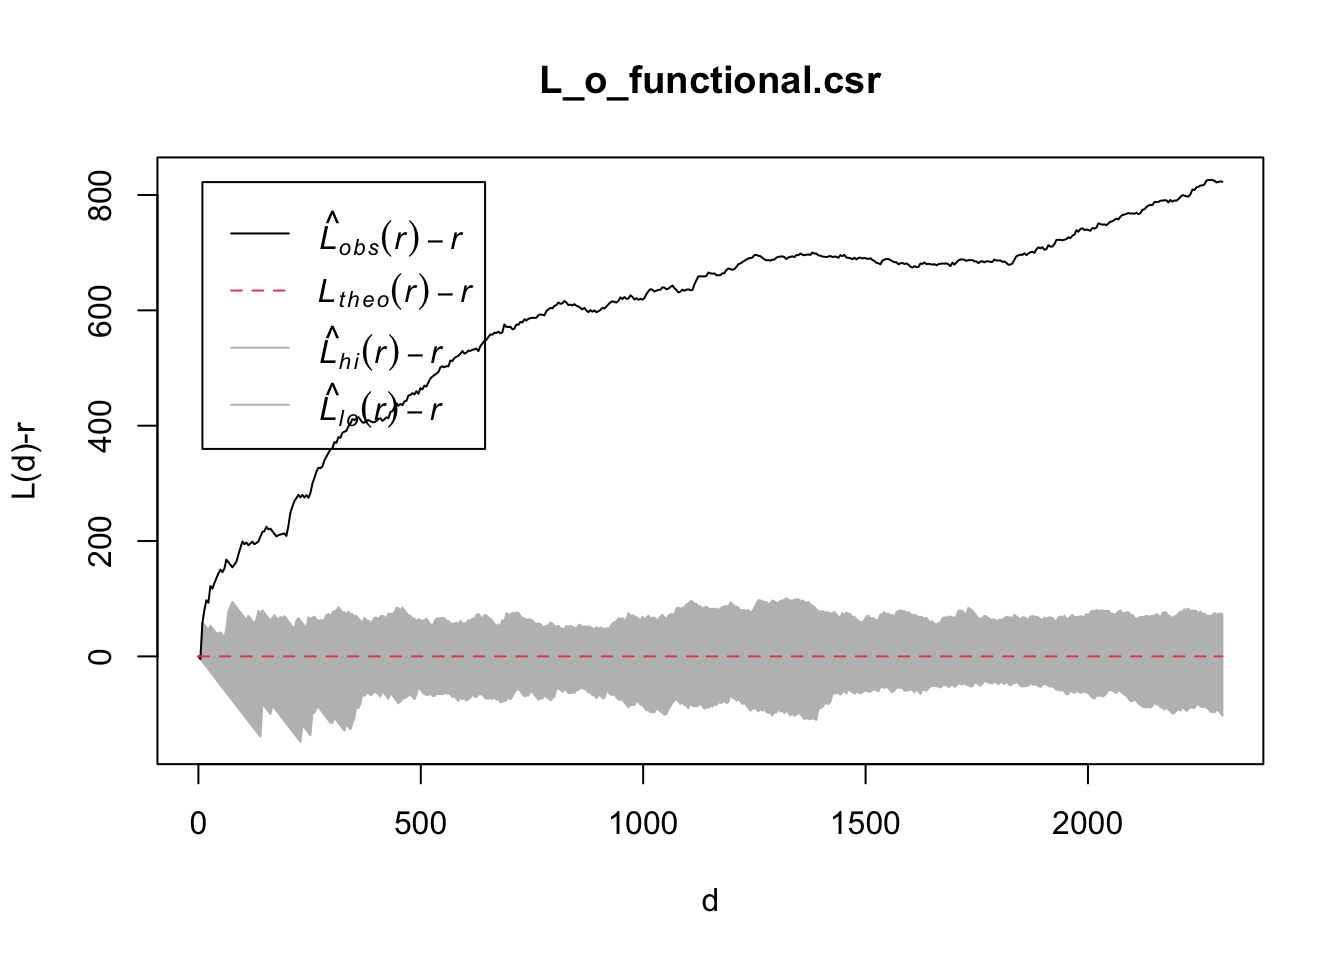 L_o_functional.csr
L(d)-r
800
600
400
200
0
L̂obs(r) − r
Ltheo(r) − r
L̂hi(r) − r
L̂lo(r) − r
0 500 1000 1500 2000
d